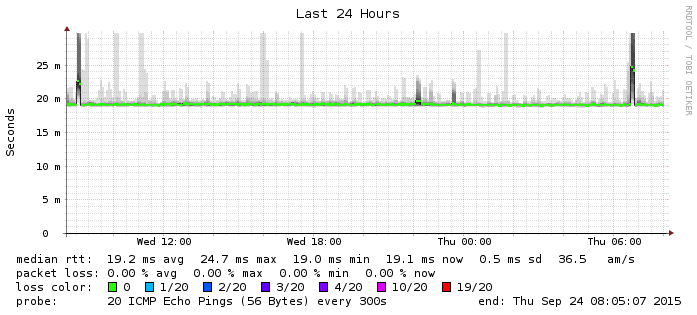 Last 24 Hours
RRDTOOL / TOBI OETIKER
Seconds
25 m
20 m
15 m
10 m
5 m
0
Wed 12:00 Wed 18:00 Thu 00:00 Thu 06:00
median rtt: 19.2 ms avg 24.7 ms max 19.0 ms min 19.1 ms now 0.5 ms sd 36.5 am/s
packet loss: 0.00 % avg 0.00 % max 0.00 % min 0.00 % now
loss color: 0 1/20 2/20 3/20 4/20 10/20 19/20
probe: 20 ICMP Echo Pings (56 Bytes) every 300s end: Thu Sep 24 08:05:07 2015